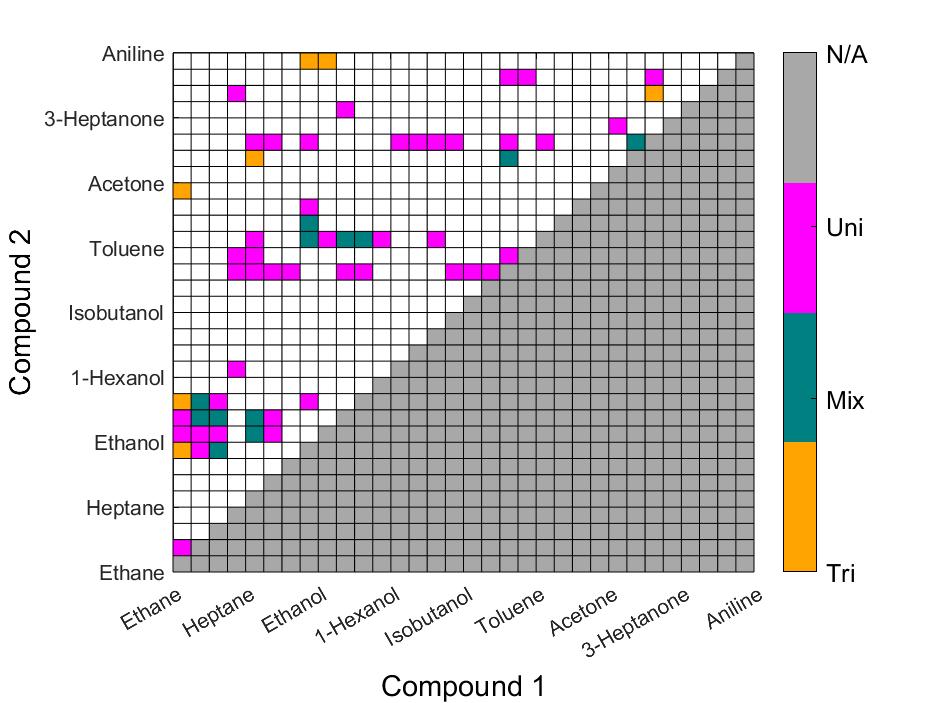 Aniline
3-Heptanone
Acetone
Toluene
Isobutanol
1-Hexanol
Ethanol
Heptane
Ethane
Compound 2
Ethane
Heptane
Ethanol
1-Hexanol
Isobutanol
Toluene
Acetone
3-Heptanone
Aniline
Compound 1
N/A
Uni
Mix
Tri